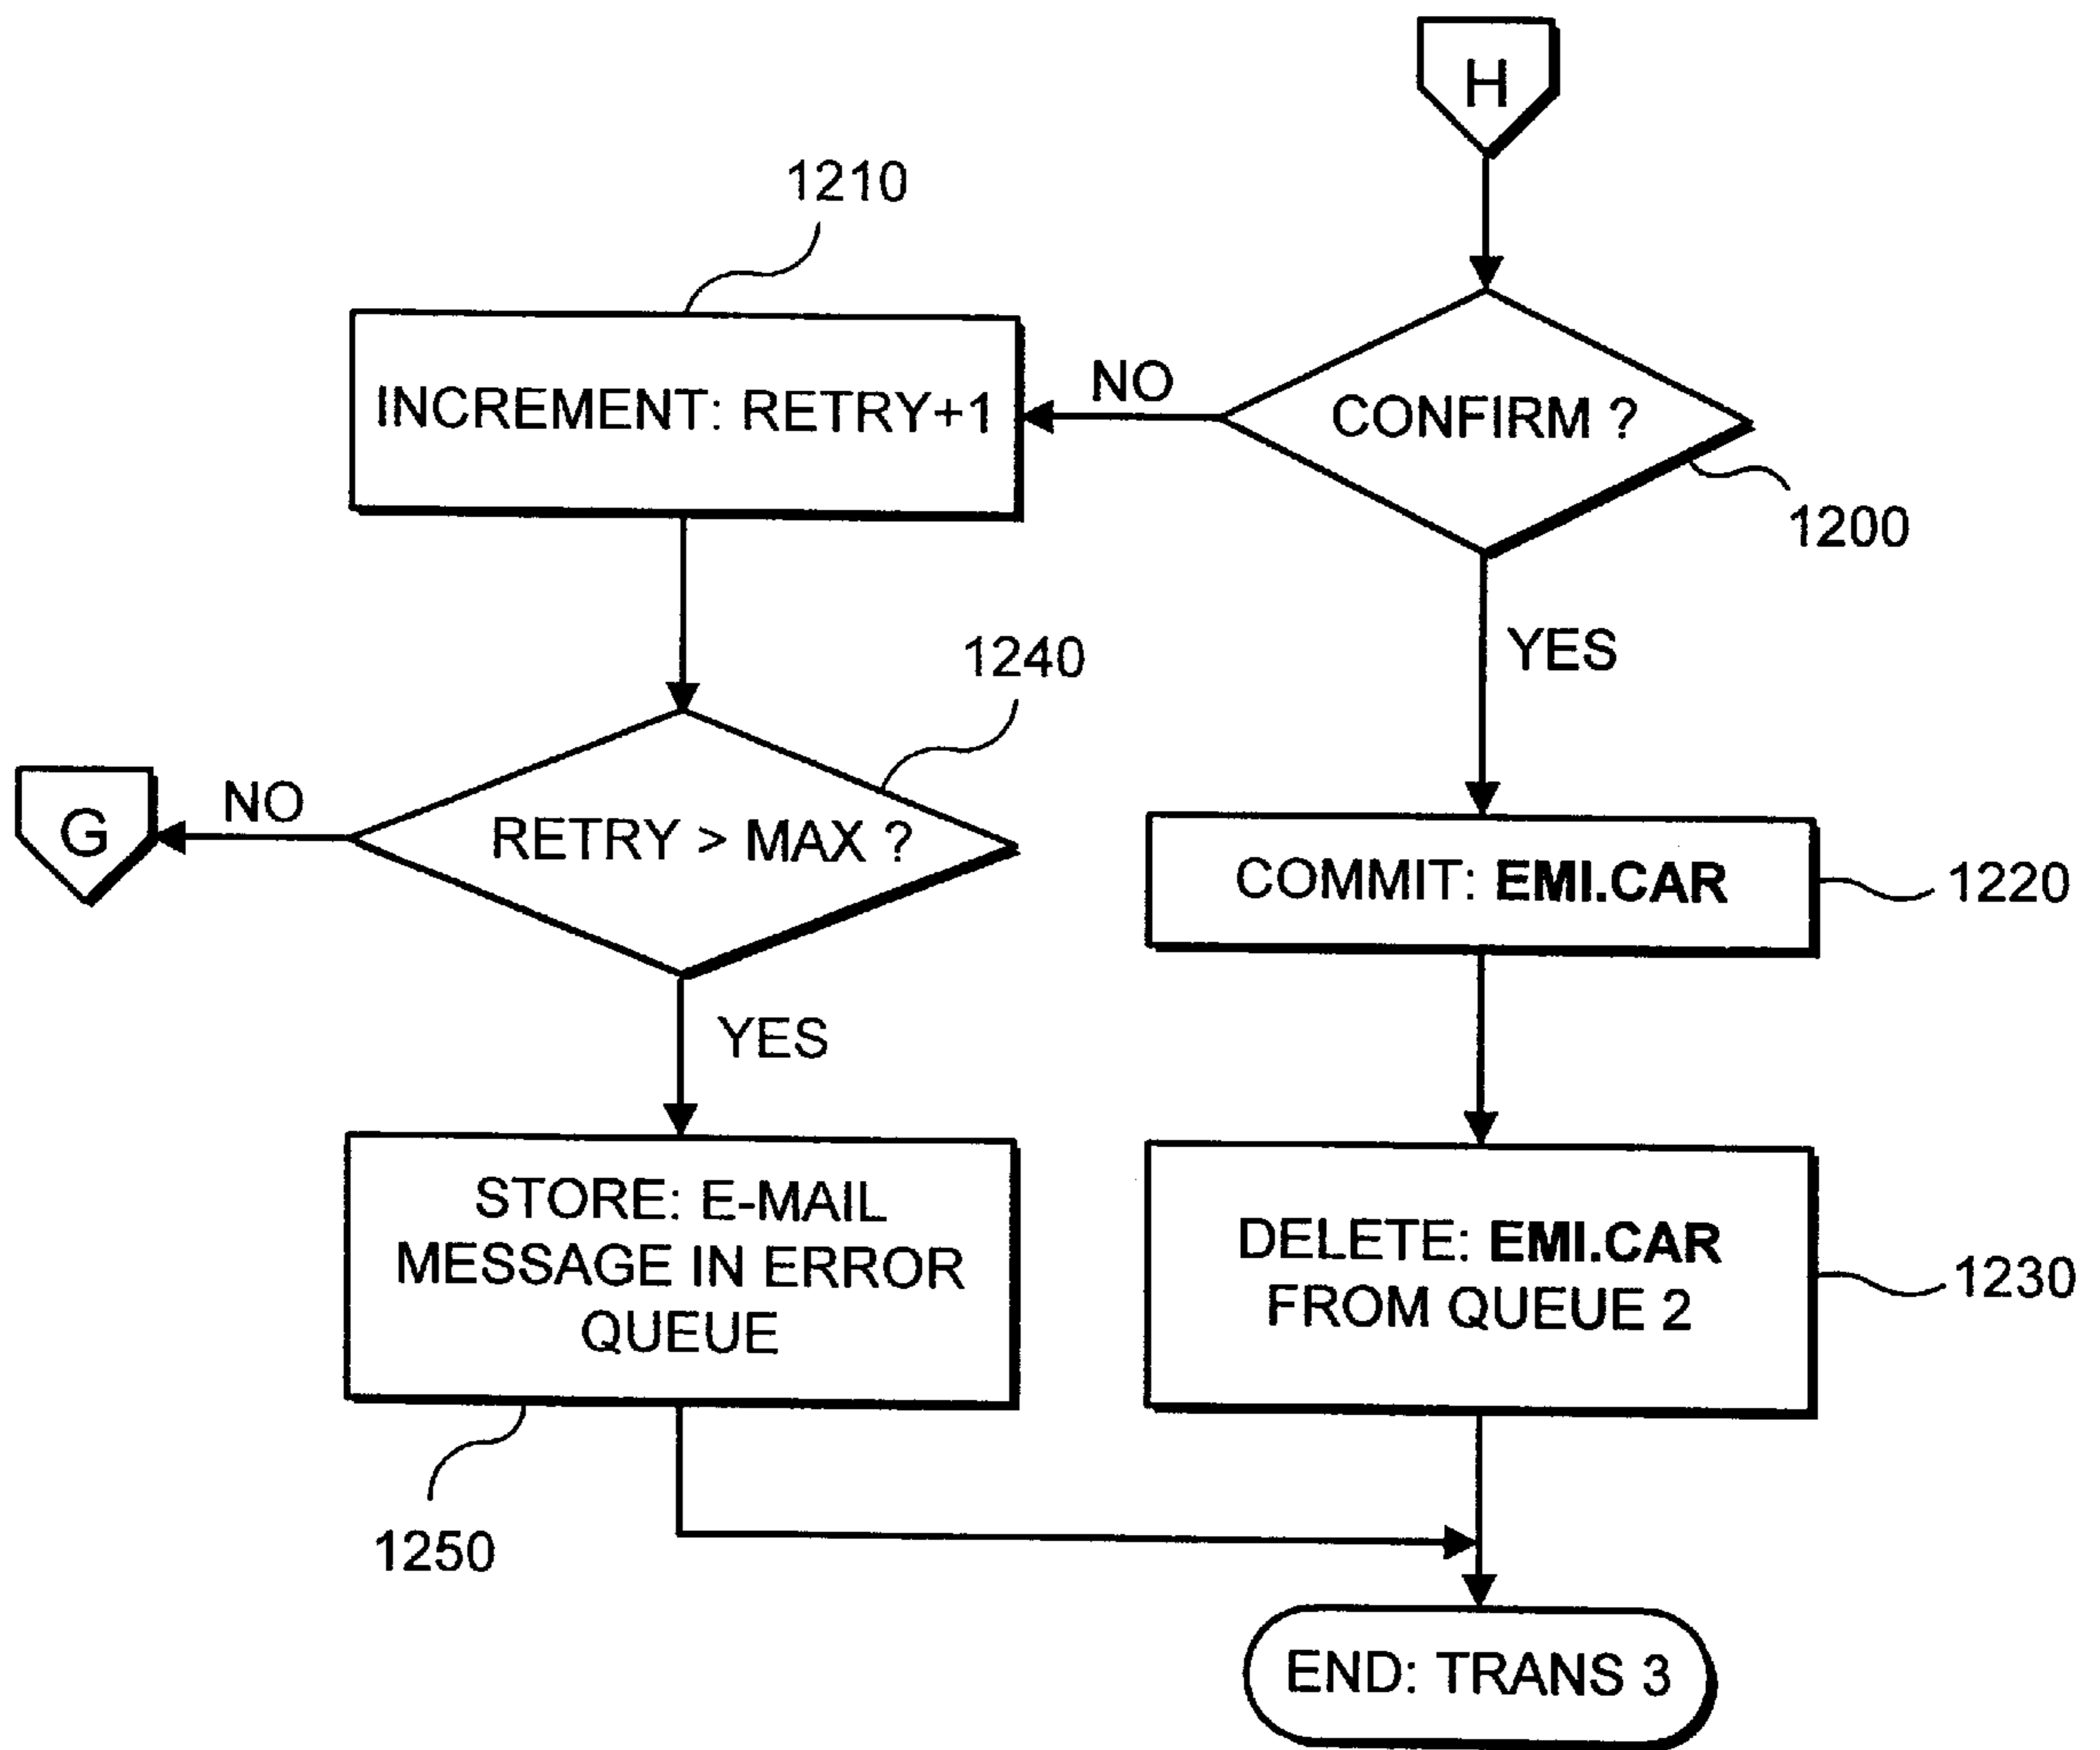 H
1210
INCREMENT: RETRY+1
NO
CONFIRM ?
1200
YES
1240
G
NO
RETRY > MAX ?
COMMIT: EMI.CAR
1220
YES
STORE: E-MAIL
MESSAGE IN ERROR
QUEUE
DELETE: EMI.CAR
FROM QUEUE 2
1230
1250
END: TRANS 3